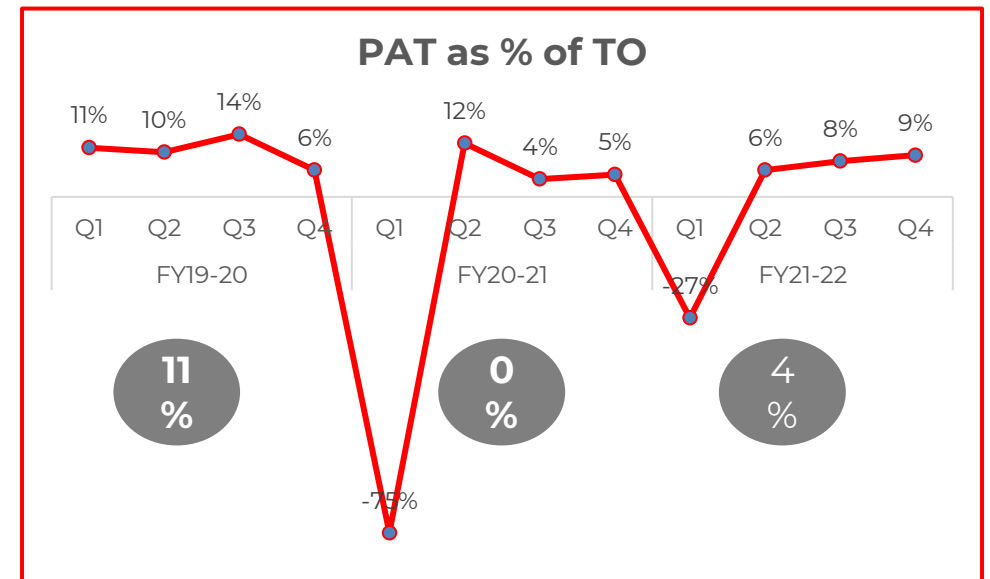 PAT as % of TO
11% 10% 14% 6% 12% 4% 5% 6% 8% 9%
Q1 Q2 Q3 Q4 Q1 Q2 Q3 Q4 Q1 Q2 Q3 Q4
FY19-20 FY20-21 FY21-22
-27%
11 0 4
% % %
-75%